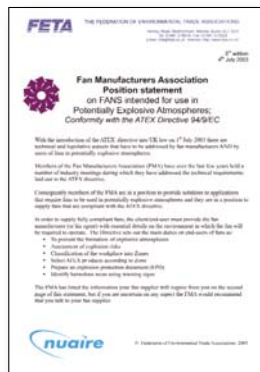 FETA THE FEDERATION OF ENVIRONMENTAL TRADE ASSOCIATIONS
3rd edition
4th July 2003
Fan Manufacturers Association
Position statement
on FANS intended for use in
Potentially Explosive Atmospheres;
Conformity with the ATEX Directive 94/9/EC
With the introduction of the ATEX directive into UK law on 1st July 2003 there are
technical and legislative aspects that have to be addressed by fan manufacturers AND by
users of fans in potentially explosive atmospheres.
Members of the Fan Manufacturers Association (FMA) have over the last few years held a
number of industry meetings during which they have addressed the technical requirements
laid out in the ATEX directive.
Consequently members of the FMA are in a position to provide solutions to applications
that require fans to be used in potentially explosive atmospheres and they are in a position to
supply fans that are compliant with the ATEX directive.
In order to supply fully compliant fans, the client/end user must provide the fan
manufacturer (or his agent) with essential details on the environment in which the fan will
be required to operate. The Directive sets out the main duties on end-users of fans as:
• To prevent the formation of explosive atmospheres
• Assessment of explosion risks
• Classification of the workplace into Zones
• Select ATEX products according to Zone
• Prepare an explosion protection document (EPD)
• Identify hazardous areas using warning signs
The FMA has listed the information your fan supplier will require from you on the second
page of this statement, but if you are uncertain on any aspect the FMA would recommend
that you talk to your fan supplier.
nuaire
© Federation of Environmental Trade Associations 2003